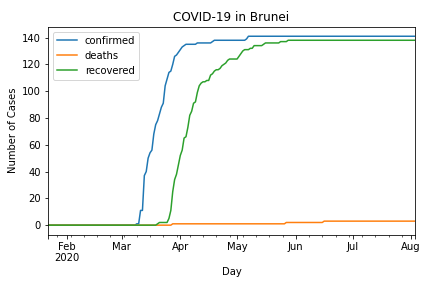 COVID-19 in Brunei
confirmed
deaths
recovered
Number of Cases
140
120
100
80
60
40
20
0
Feb
2020
Mar
Apr
May
Jun
Jul
Aug
Day